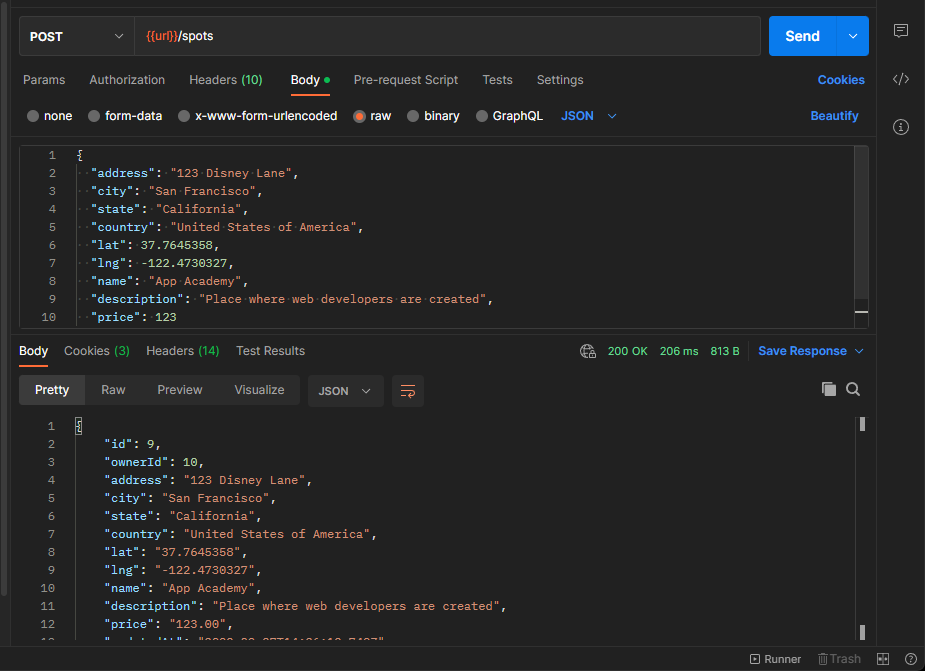 POST {{url}}/spots Send
Params Authorization Headers (10) Body Pre-request Script Tests Settings Cookies
none form-data x-www-form-urlencoded raw binary GraphQL JSON Beautify
1 {
2 "address": "123 Disney Lane",
3 "city": "San Francisco",
4 "state": "California",
5 "country": "United States of America",
6 "lat": 37.7645358,
7 "lng": -122.4730327,
8 "name": "App Academy",
9 "description": "Place where web developers are created",
10 "price": 123
Body Cookies (3) Headers (14) Test Results 200 OK 206 ms 813 B Save Response
Pretty Raw Preview Visualize JSON
1 {
2 "id": 9,
3 "ownerId": 10,
4 "address": "123 Disney Lane",
5 "city": "San Francisco",
6 "state": "California",
7 "country": "United States of America",
8 "lat": "37.7645358",
9 "lng": "-122.4730327",
10 "name": "App Academy",
11 "description": "Place where web developers are created",
12 "price": "123.00",
Runner Trash